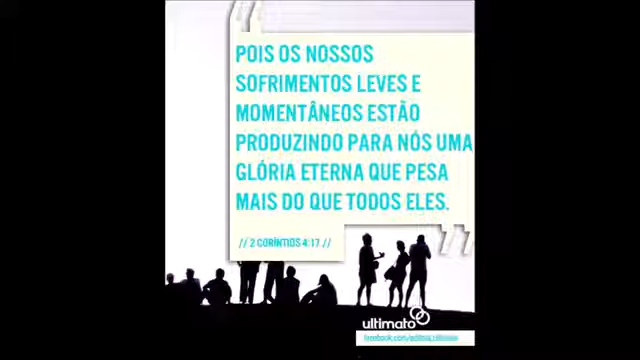 POIS OS NOSSOS
SOFRIMENTOS LEVES E
MOMENTÂNEOS ESTÃO
PRODUZINDO PARA NÓS UMA
GLÓRIA ETERNA QUE PESA
MAIS DO QUE TODOS ELES.
// 2 CORÍNTIOS 4:17 //
ultimato